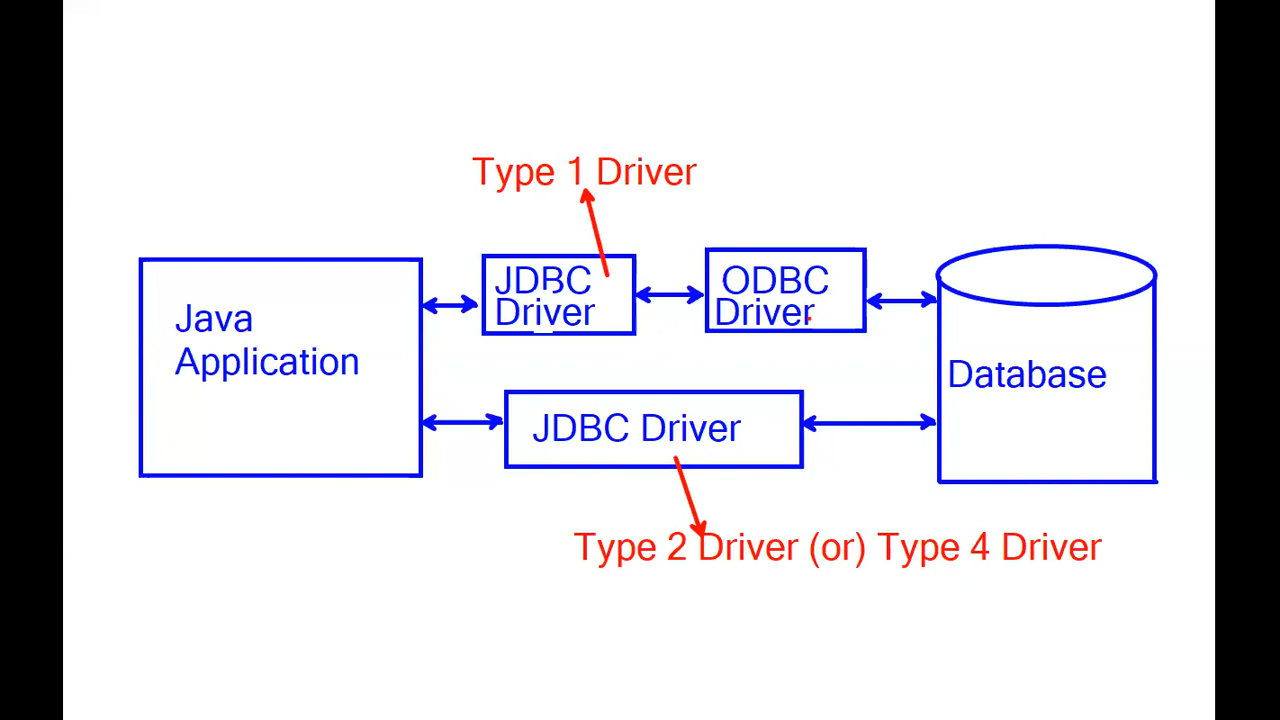 Type 1 Driver
Java
Application
JDBC
Driver
ODBC
Driver
Database
JDBC Driver
Type 2 Driver (or) Type 4 Driver